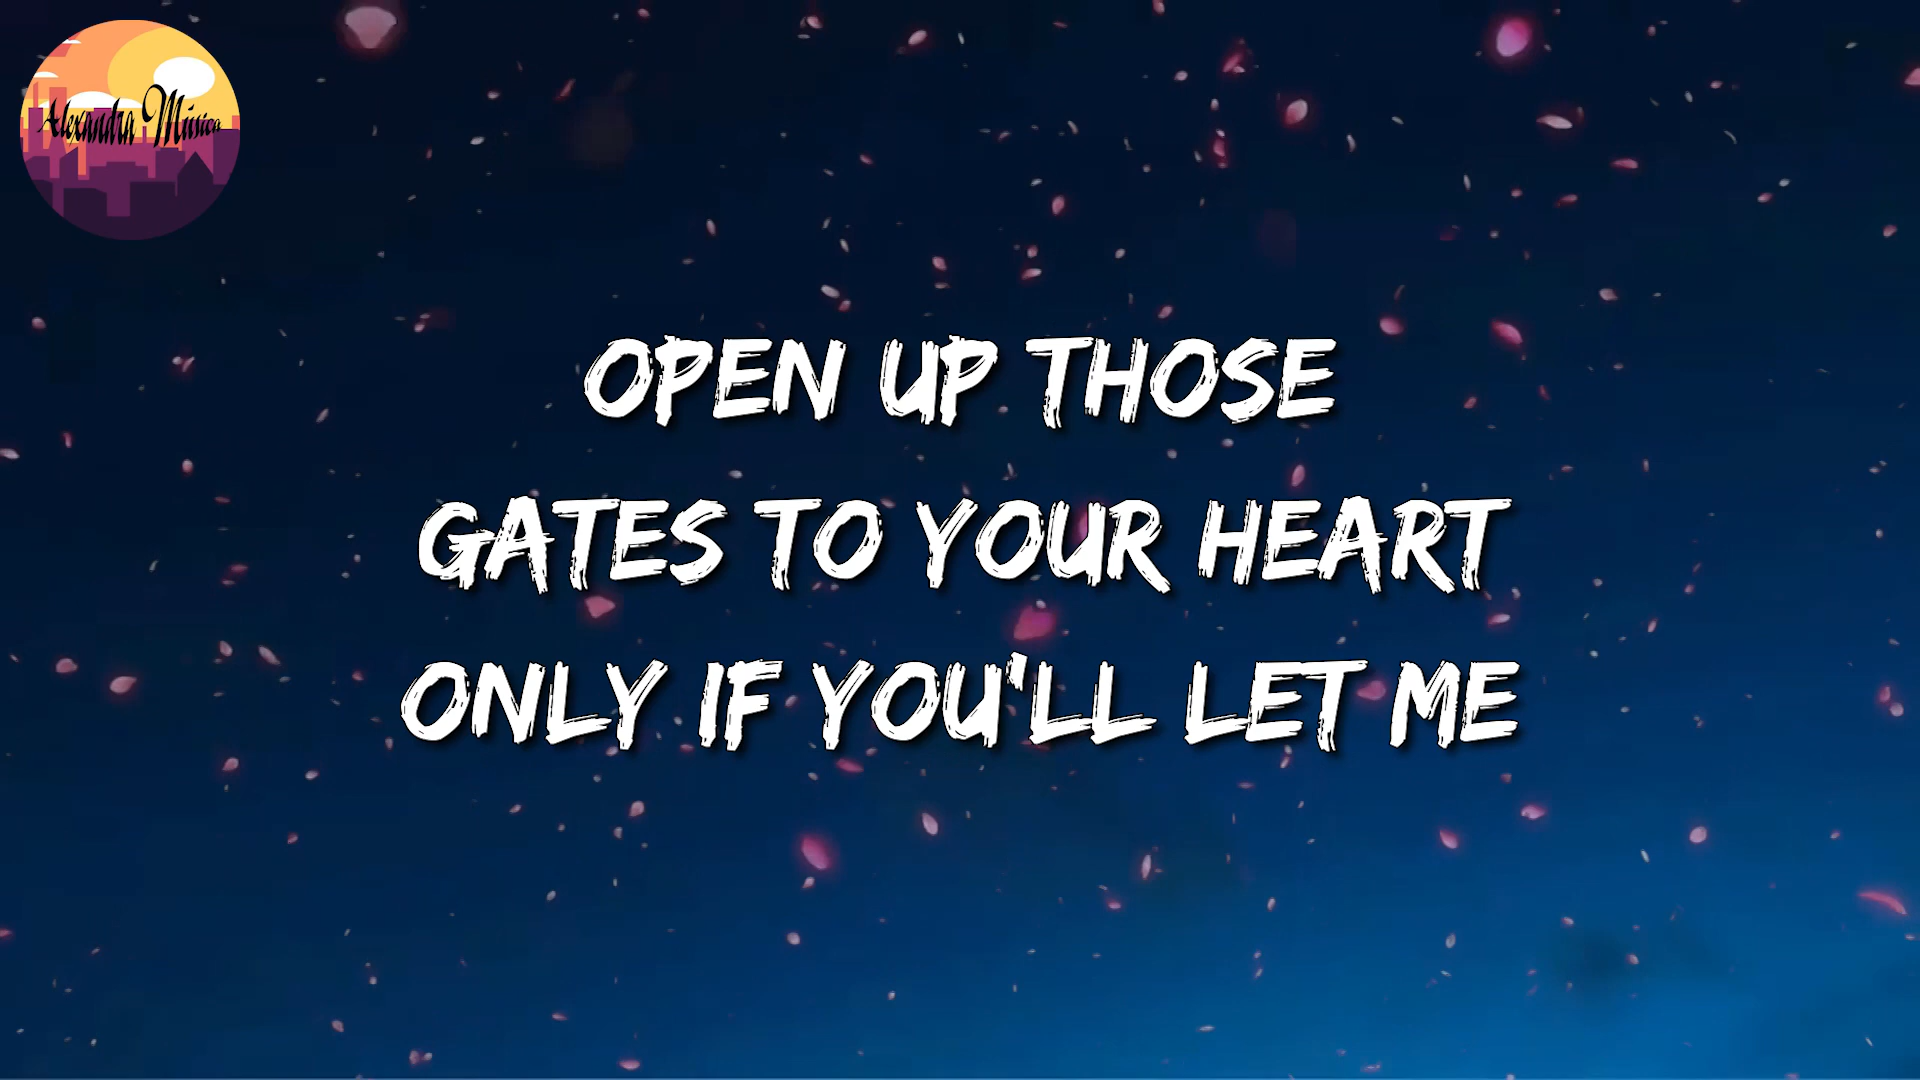 Alexandra Música
OPEN UP THOSE
GATES TO YOUR HEART
ONLY IF YOU'LL LET ME